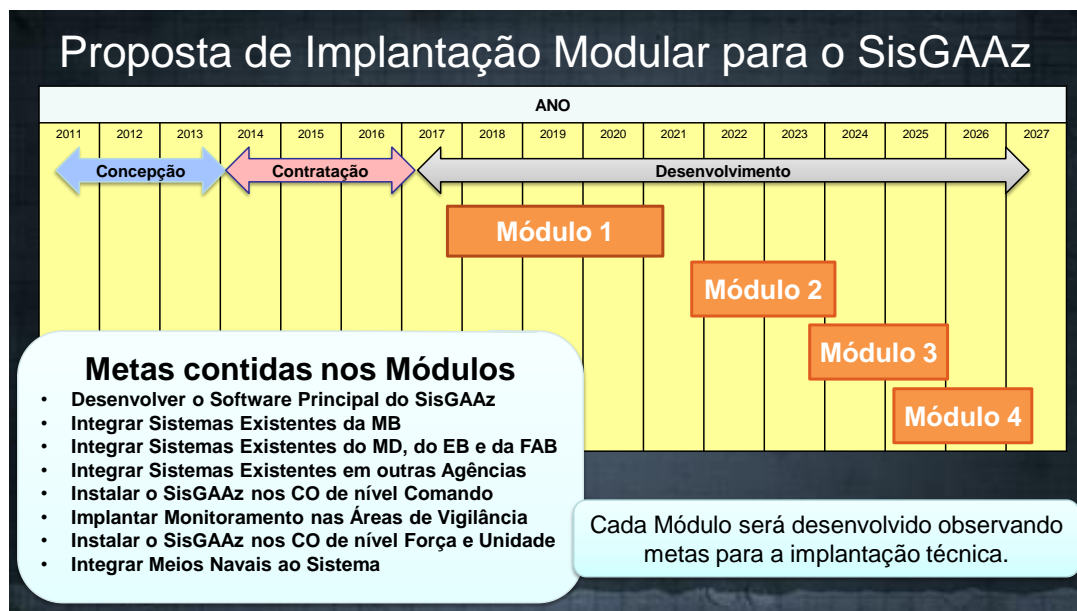 Proposta de Implantação Modular para o SisGAAz
ANO
2011 2012 2013 2014 2015 2016 2017 2018 2019 2020 2021 2022 2023 2024 2025 2026 2027
Concepção Contratação Desenvolvimento
Módulo 1
Módulo 2
Módulo 3
Módulo 4
Metas contidas nos Módulos
• Desenvolver o Software Principal do SisGAAz
• Integrar Sistemas Existentes da MB
• Integrar Sistemas Existentes do MD, do EB e da FAB
• Integrar Sistemas Existentes em outras Agências
• Instalar o SisGAAz nos CO de nível Comando
• Implantar Monitoramento nas Áreas de Vigilância
• Instalar o SisGAAz nos CO de nível Força e Unidade
• Integrar Meios Navais ao Sistema
Cada Módulo será desenvolvido observando
metas para a implantação técnica.